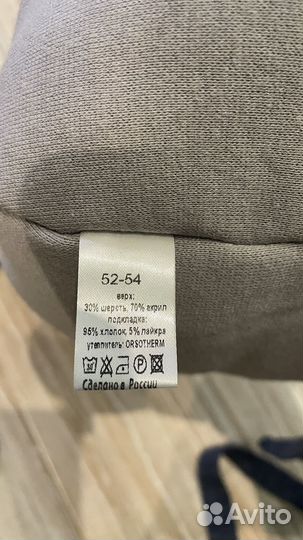 52-54
верх:
30% шерсть, 70% акрил
подкладка:
95% хлопок, 5% лайкра
утеплитель: ORSOTHERM
Сделано в России
Avito